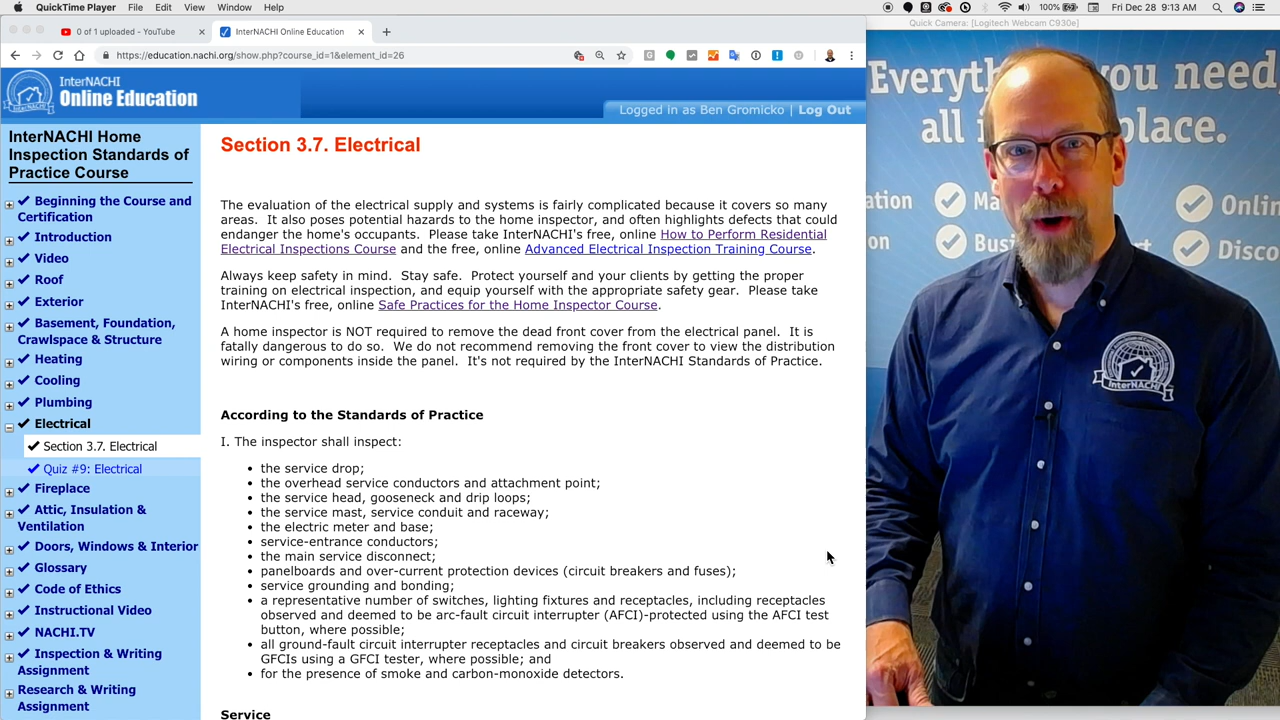 QuickTime Player File Edit View Window Help
100% Fri Dec 28 9:13 AM
0 of 1 uploaded - YouTube
InterNACHI Online Education
Quick Camera: [Logitech Webcam C930e]
https://education.nachi.org/show.php?course_id=1&element_id=26
InterNACHI
Online Education
Logged in as Ben Gromicko | Log Out
InterNACHI Home
Inspection Standards of
Practice Course
Beginning the Course and
Certification
Introduction
Video
Roof
Exterior
Basement, Foundation,
Crawlspace & Structure
Heating
Cooling
Plumbing
Electrical
Section 3.7. Electrical
Quiz #9: Electrical
Fireplace
Attic, Insulation &
Ventilation
Doors, Windows & Interior
Glossary
Code of Ethics
Instructional Video
NACHI.TV
Inspection & Writing
Assignment
Research & Writing
Assignment
Section 3.7. Electrical
The evaluation of the electrical supply and systems is fairly complicated because it covers so many
areas. It also poses potential hazards to the home inspector, and often highlights defects that could
endanger the home's occupants. Please take InterNACHI's free, online How to Perform Residential
Electrical Inspections Course and the free, online Advanced Electrical Inspection Training Course.
Always keep safety in mind. Stay safe. Protect yourself and your clients by getting the proper
training on electrical inspection, and equip yourself with the appropriate safety gear. Please take
InterNACHI's free, online Safe Practices for the Home Inspector Course.
A home inspector is NOT required to remove the dead front cover from the electrical panel. It is
fatally dangerous to do so. We do not recommend removing the front cover to view the distribution
wiring or components inside the panel. It's not required by the InterNACHI Standards of Practice.
According to the Standards of Practice
I. The inspector shall inspect:
• the service drop;
• the overhead service conductors and attachment point;
• the service head, gooseneck and drip loops;
• the service mast, service conduit and raceway;
• the electric meter and base;
• service-entrance conductors;
• the main service disconnect;
• panelboards and over-current protection devices (circuit breakers and fuses);
• service grounding and bonding;
• a representative number of switches, lighting fixtures and receptacles, including receptacles
observed and deemed to be arc-fault circuit interrupter (AFCI)-protected using the AFCI test
button, where possible;
• all ground-fault circuit interrupter receptacles and circuit breakers observed and deemed to be
GFCIs using a GFCI tester, where possible; and
• for the presence of smoke and carbon-monoxide detectors.
Service
you need
all
InterNACHI